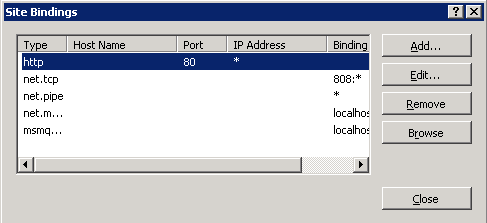 Site Bindings
Type Host Name Port IP Address Binding
http 80 *
net.tcp 808:*
net.pipe *
net.m... localhos
msmq... localhos
Add...
Edit...
Remove
Browse
Close